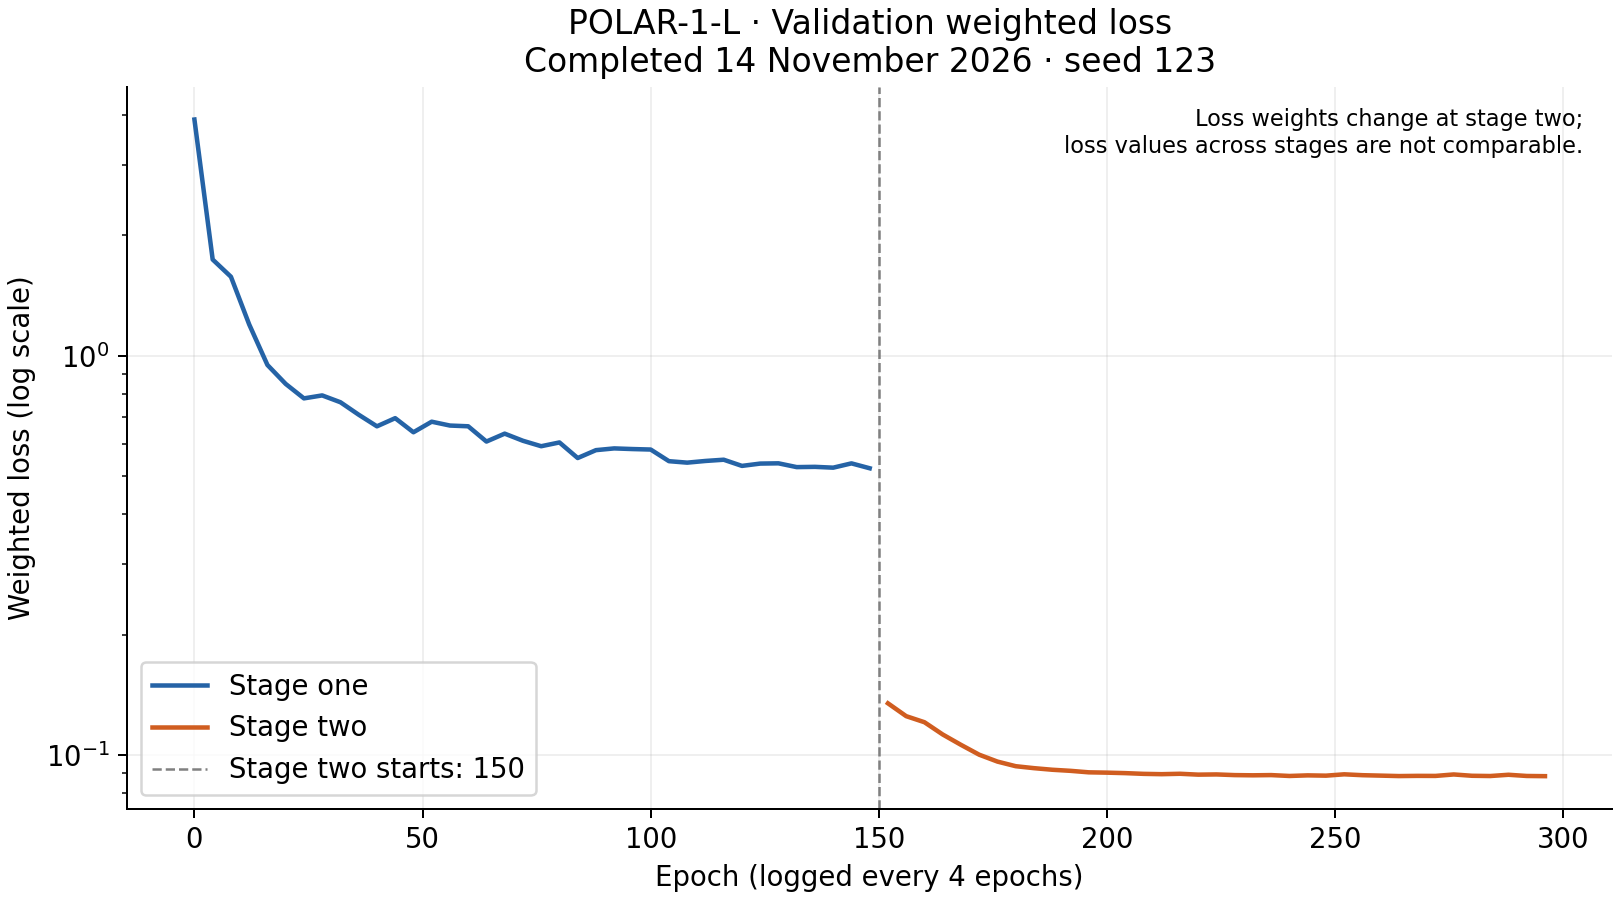 POLAR-1-L · Validation weighted loss
Completed 14 November 2026 · seed 123
Loss weights change at stage two;
loss values across stages are not comparable.
Weighted loss (log scale)
10⁰
10⁻¹
Stage one
Stage two
Stage two starts: 150
0 50 100 150 200 250 300
Epoch (logged every 4 epochs)